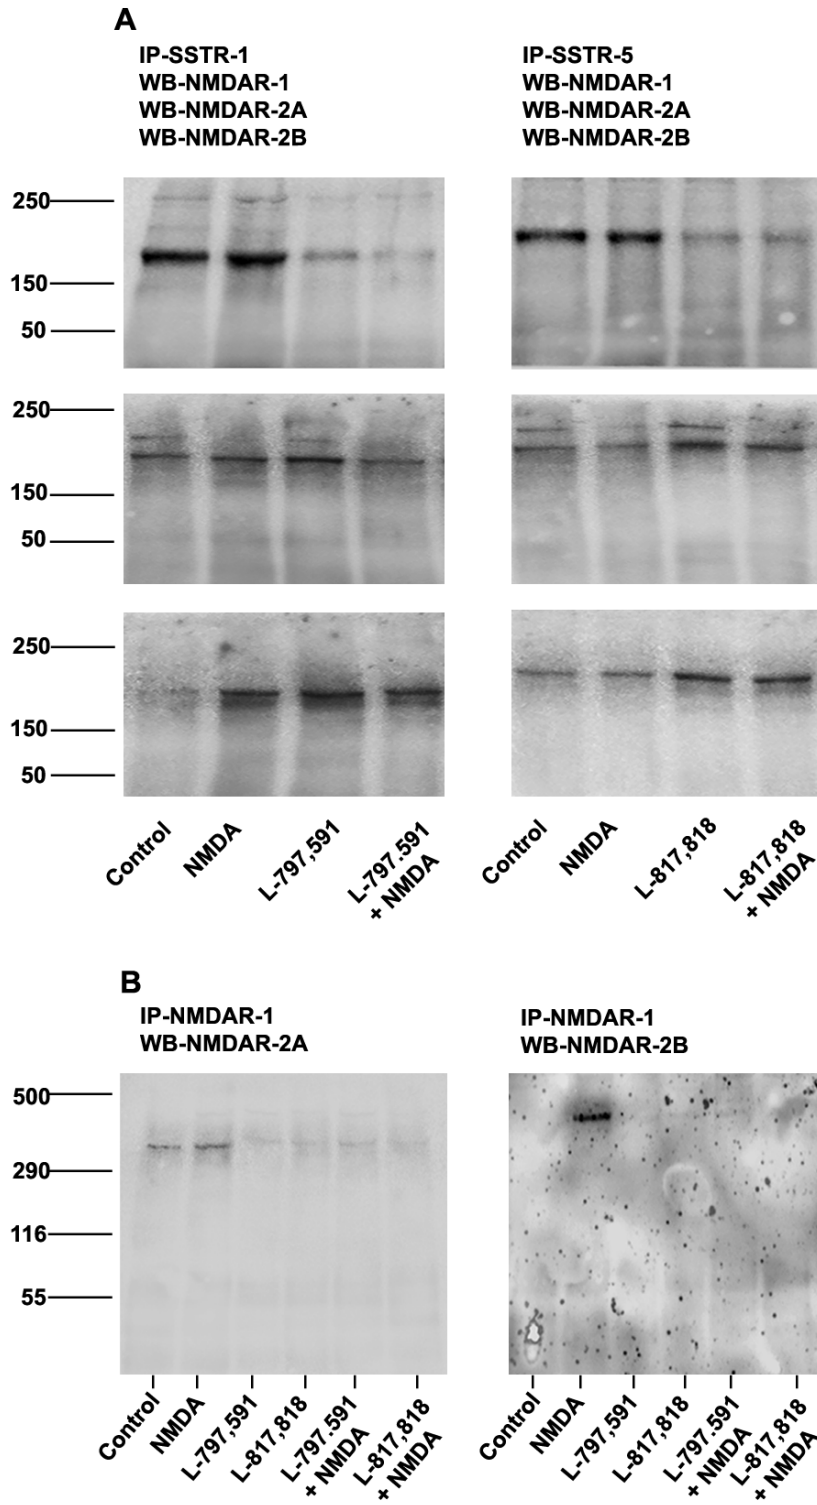 A
IP-SSTR-1
WB-NMDAR-1
WB-NMDAR-2A
WB-NMDAR-2B
IP-SSTR-5
WB-NMDAR-1
WB-NMDAR-2A
WB-NMDAR-2B
250
150
50
250
150
50
250
150
50
Control
NMDA
L-797,591
L-797.591
+ NMDA
Control
NMDA
L-817,818
L-817,818
+ NMDA
B
IP-NMDAR-1
WB-NMDAR-2A
IP-NMDAR-1
WB-NMDAR-2B
500
290
116
55
Control
NMDA
L-797,591
L-817,818
L-797.591
+ NMDA
L-817,818
+ NMDA
Control
NMDA
L-797,591
L-817,818
L-797.591
+ NMDA
L-817,818
+ NMDA